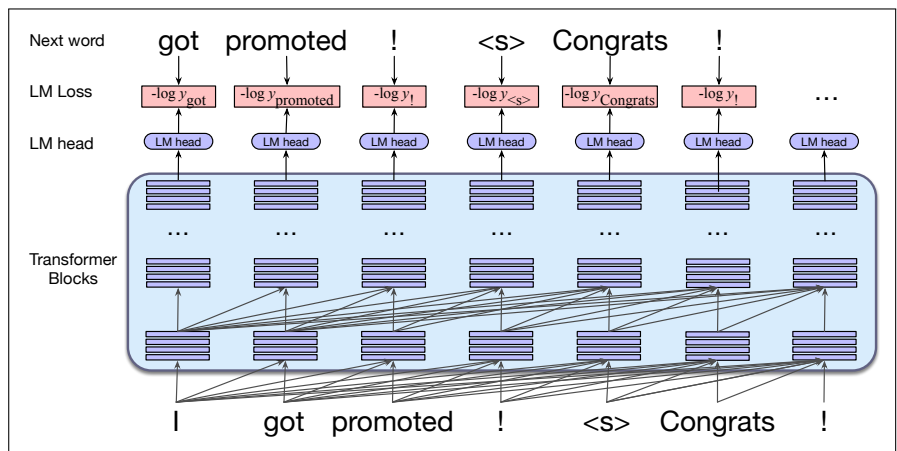 Next word got promoted ! <s> Congrats !
LM Loss -log y_got -log y_promoted -log y_! -log y_<s> -log y_Congrats -log y_! ...
LM head LM head LM head LM head LM head LM head LM head LM head
... ... ... ... ... ... ...
Transformer
Blocks
I got promoted ! <s> Congrats !